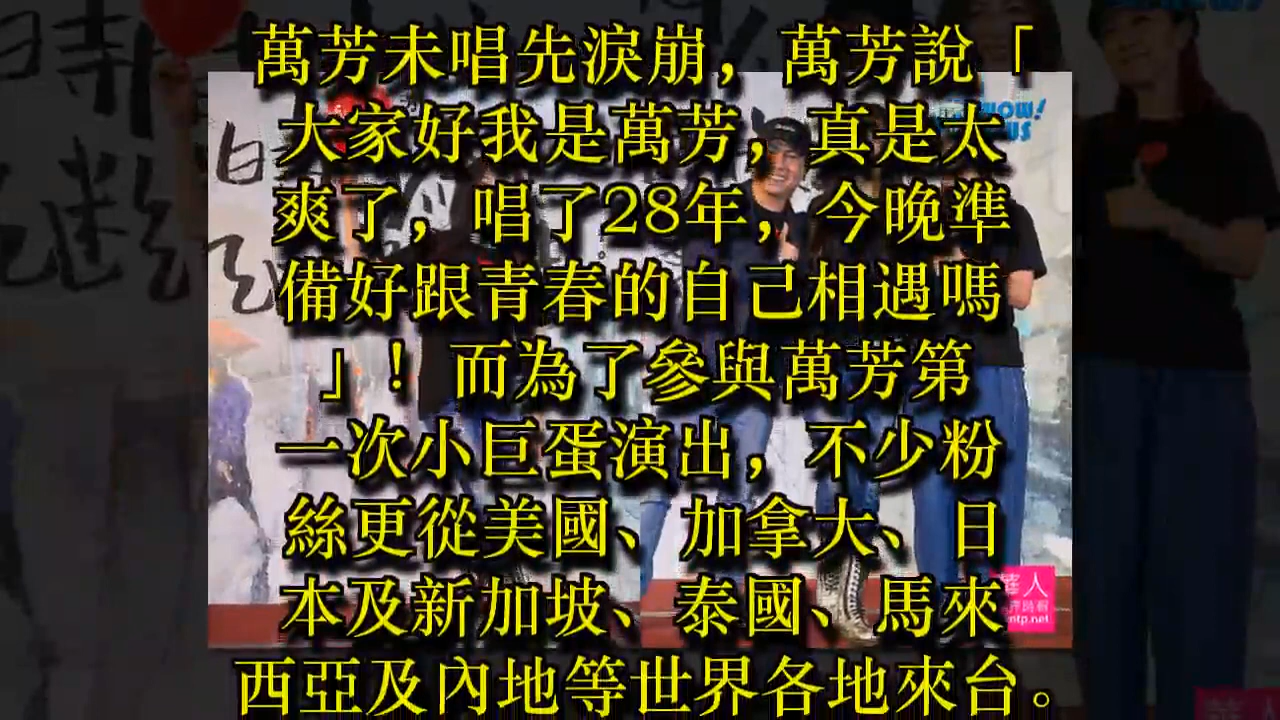 萬芳未唱先淚崩，萬芳說「
大家好我是萬芳，真是太
爽了，唱了28年，今晚準
備好跟青春的自己相遇嗎
」！ 而為了參與萬芳第
一次小巨蛋演出，不少粉
絲更從美國、加拿大、日
本及新加坡、泰國、馬來
西亞及內地等世界各地來台。
華人